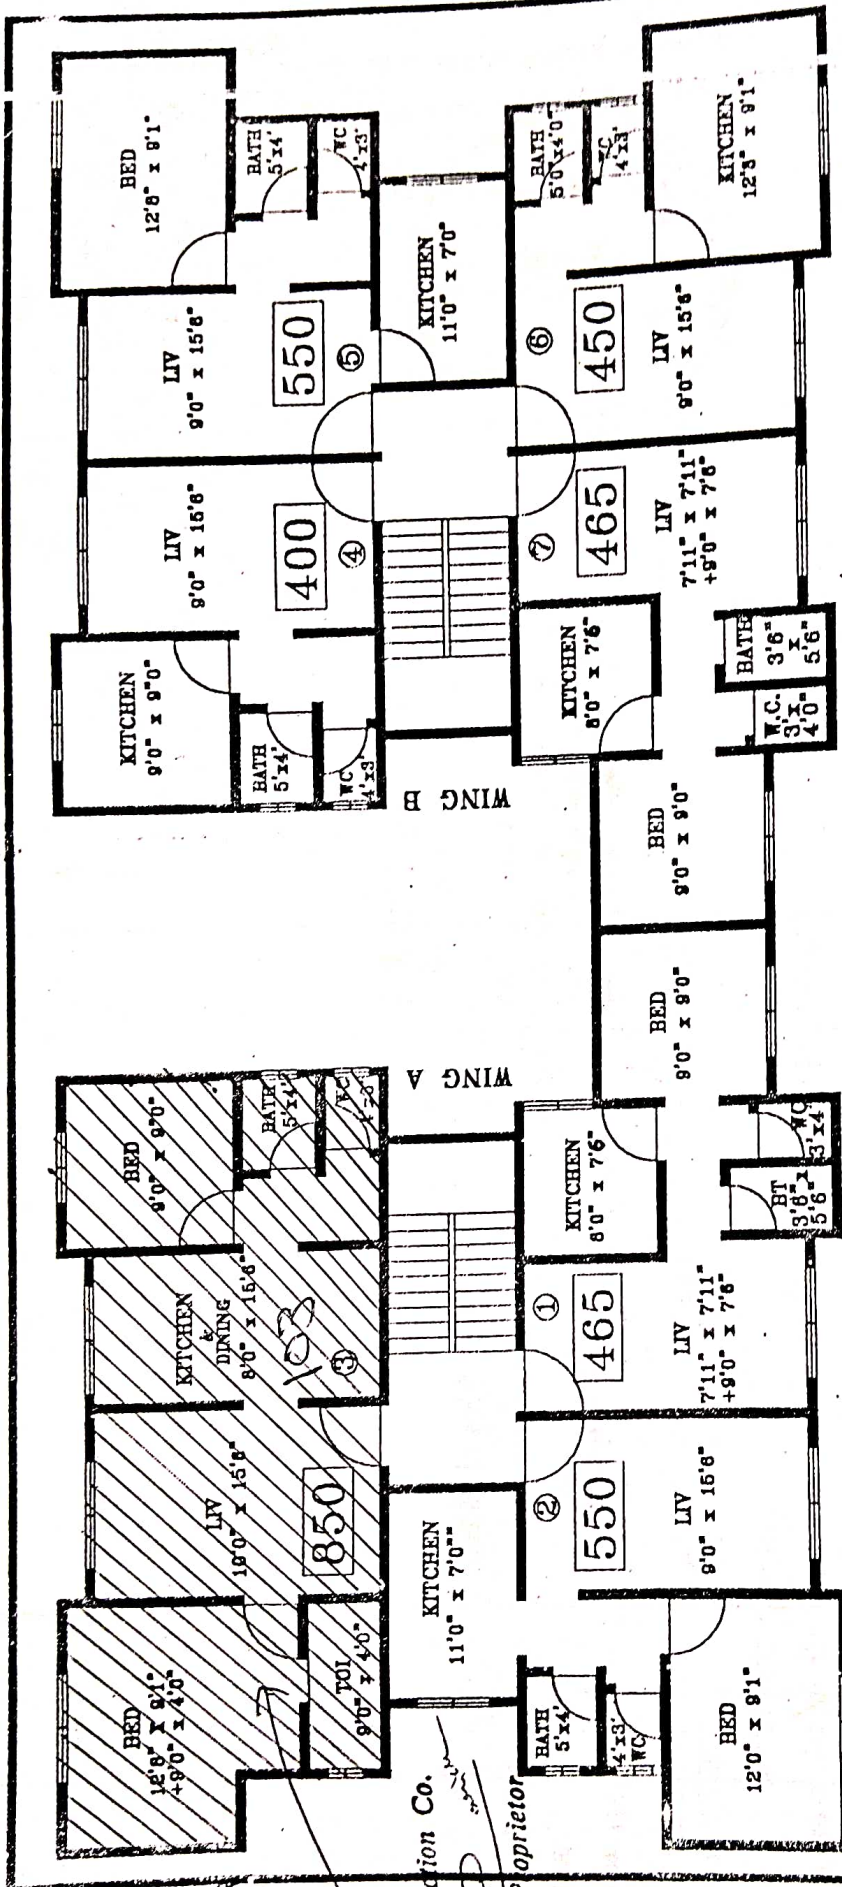 BED
12'8" x 9'1"
+9'0" x 4'0"
TOI
9'0" x 4'0"
LIV
10'0" x 15'6"
850
KITCHEN
&
DINING
8'0" x 15'6"
103
③
BED
9'0" x 9'0"
BATH
5'x4'
WC
KITCHEN
9'0" x 9'0"
BATH
5'x4'
WC
4'x3'
LIV
9'0" x 15'6"
400
④
LIV
9'0" x 15'6"
550
⑤
BED
12'8" x 9'1"
BATH
5'x4'
WC
4'x3'
ction Co.
oprietor
KITCHEN
11'0" x 7'0""
WING A
WING B
KITCHEN
11'0" x 7'0"
BATH
5'x4'
4'x3'
WC
BED
12'0" x 9'1"
②
550
LIV
9'0" x 15'6"
①
465
LIV
7'11" x 7'11"
+9'0" x 7'6"
KITCHEN
8'0" x 7'6"
BT
3'6" x
5'6"
WC
3'x4'
BED
9'0" x 9'0"
BED
9'0" x 9'0"
KITCHEN
8'0" x 7'6"
W.C.
3'x
4'0"
BATH
3'6"
x
5'6"
⑦
465
LIV
7'11" x 7'11"
+9'0" x 7'6"
⑥
450
LIV
9'0" x 15'6"
BATH
5'0"x4'0"
WC
4'x3'
KITCHEN
12'8" x 9'1"